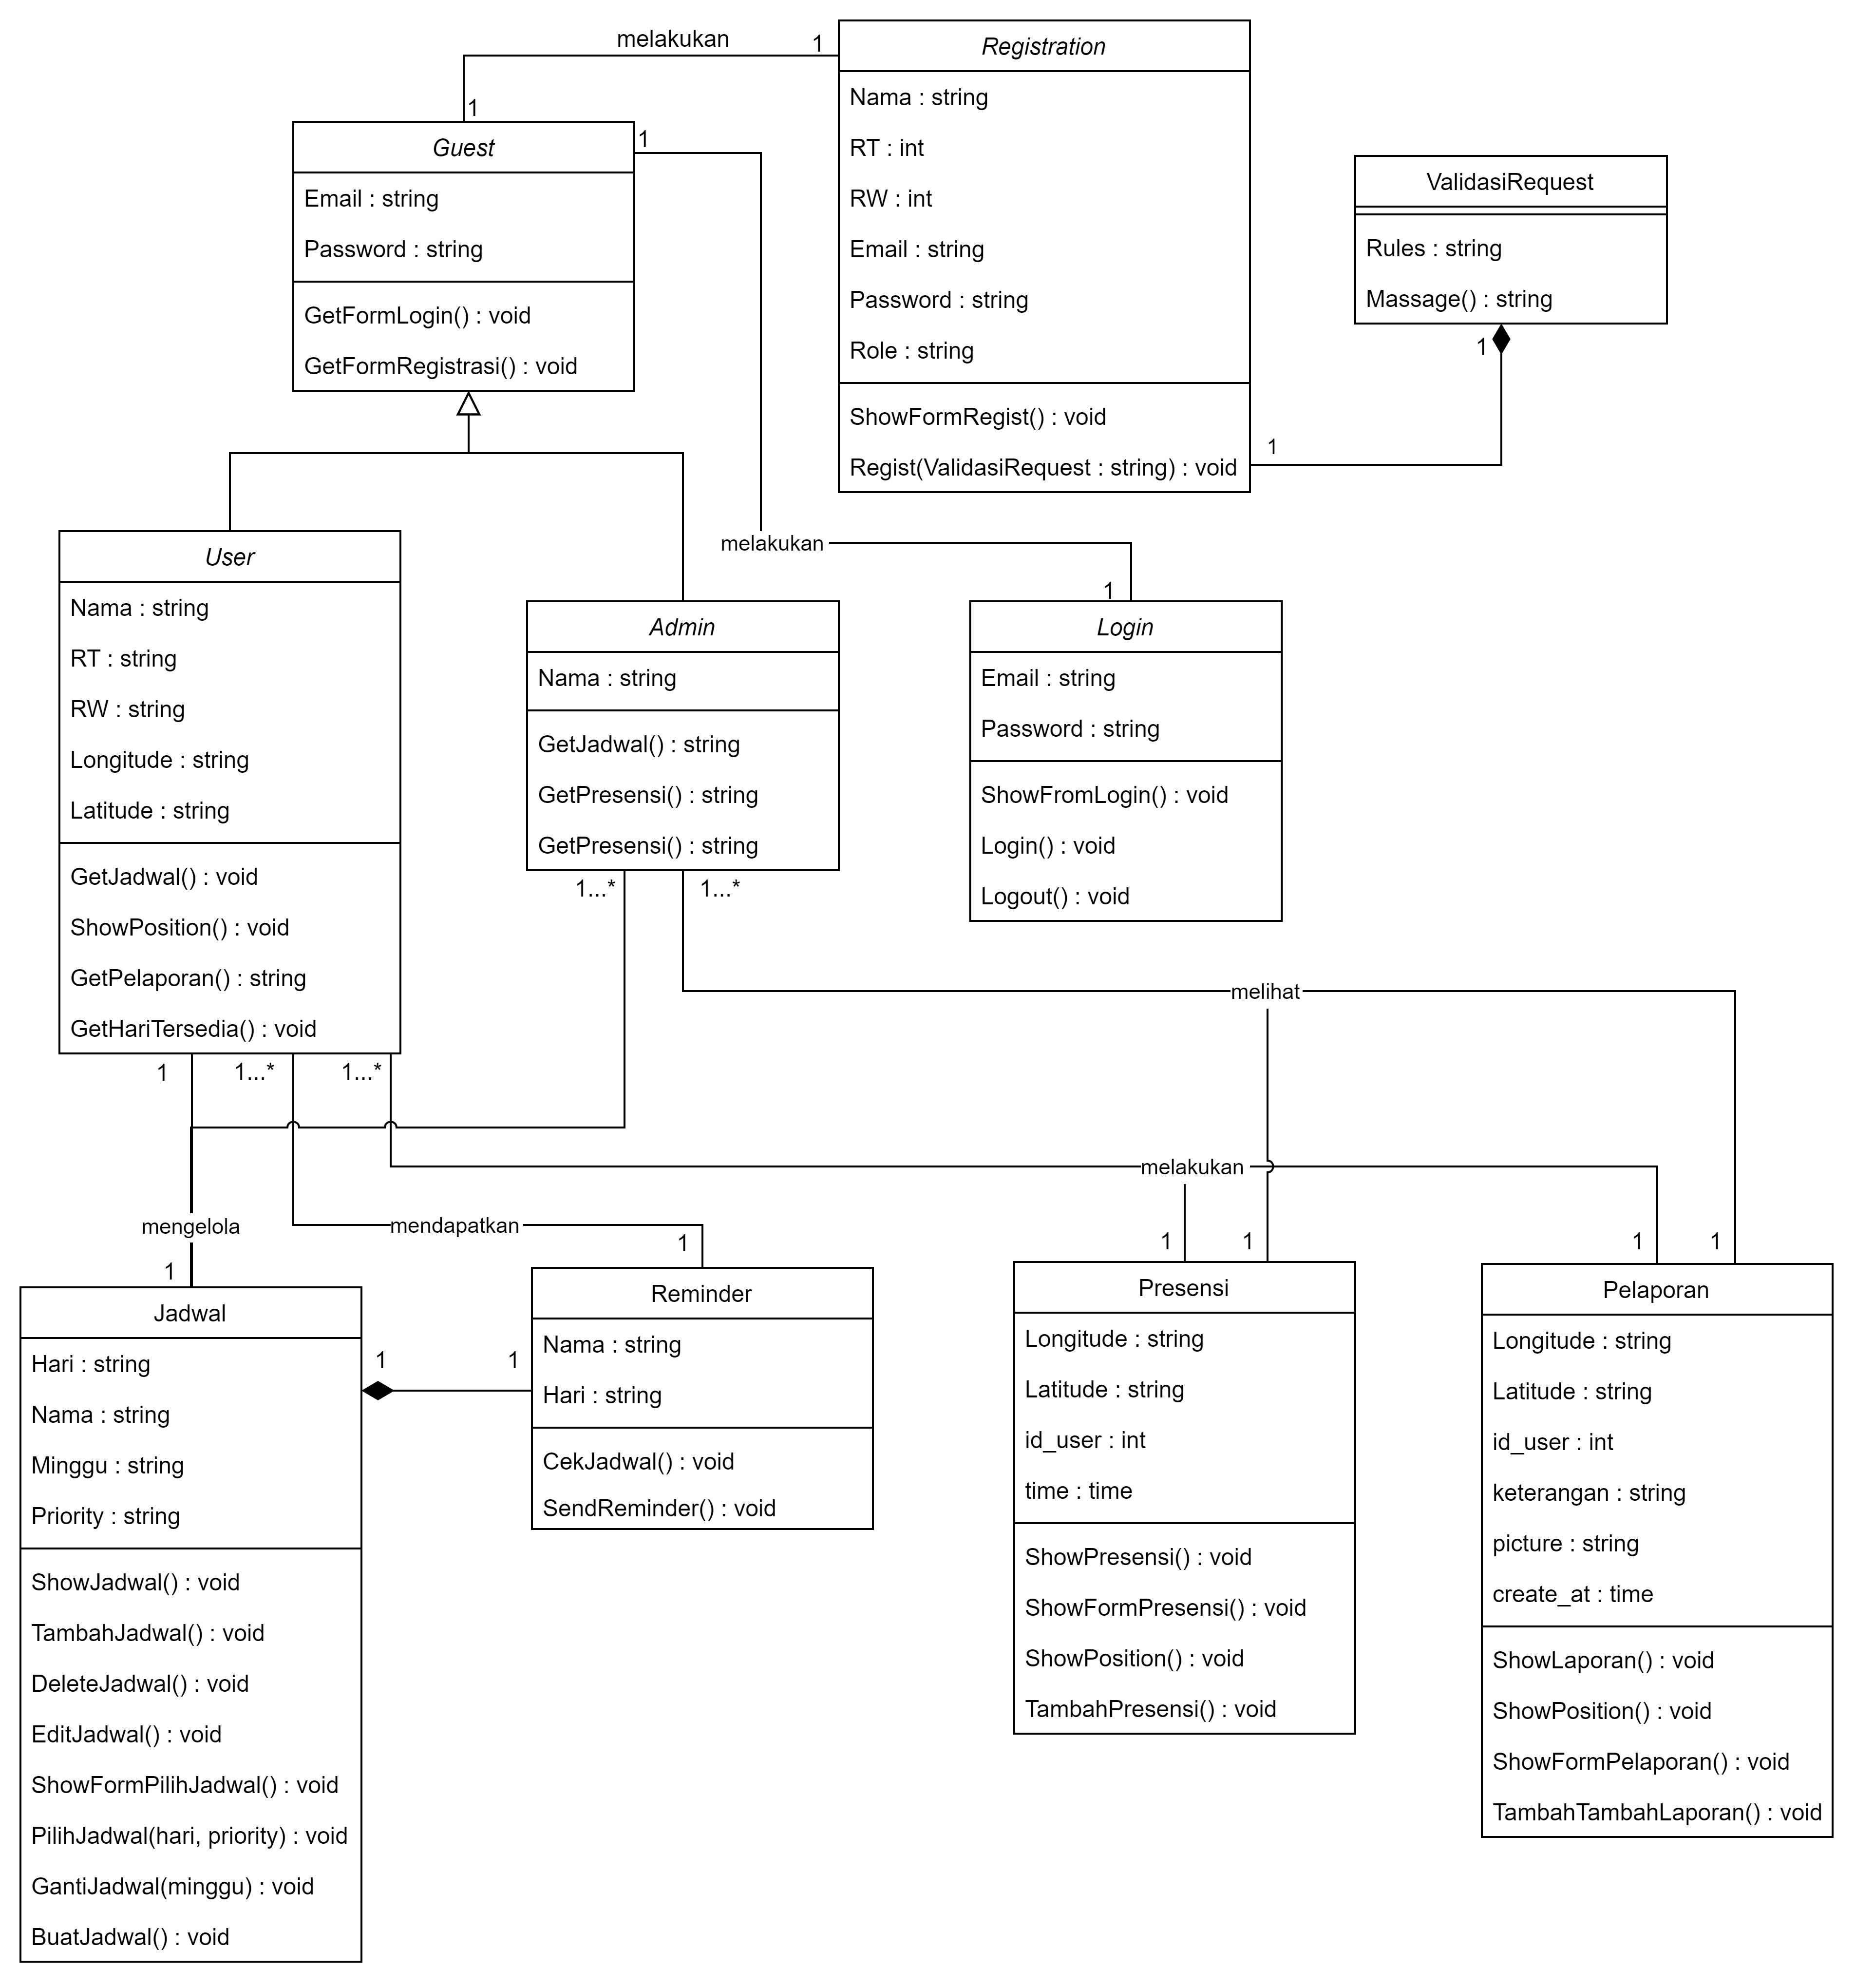 melakukan
1
1
Registration
Nama : string
RT : int
RW : int
Email : string
Password : string
Role : string
ShowFormRegist() : void
Regist(ValidasiRequest : string) : void
1
Guest
Email : string
Password : string
GetFormLogin() : void
GetFormRegistrasi() : void
1
ValidasiRequest
Rules : string
Massage() : string
1
User
Nama : string
RT : string
RW : string
Longitude : string
Latitude : string
GetJadwal() : void
ShowPosition() : void
GetPelaporan() : string
GetHariTersedia() : void
1
1...*
1...*
Admin
Nama : string
GetJadwal() : string
GetPresensi() : string
GetPresensi() : string
1...*
1...*
melakukan
1
Login
Email : string
Password : string
ShowFromLogin() : void
Login() : void
Logout() : void
melihat
melakukan
mengelola
mendapatkan
1
1
1
1
1
1
Jadwal
Hari : string
Nama : string
Minggu : string
Priority : string
ShowJadwal() : void
TambahJadwal() : void
DeleteJadwal() : void
EditJadwal() : void
ShowFormPilihJadwal() : void
PilihJadwal(hari, priority) : void
GantiJadwal(minggu) : void
BuatJadwal() : void
1
1
Reminder
Nama : string
Hari : string
CekJadwal() : void
SendReminder() : void
Presensi
Longitude : string
Latitude : string
id_user : int
time : time
ShowPresensi() : void
ShowFormPresensi() : void
ShowPosition() : void
TambahPresensi() : void
Pelaporan
Longitude : string
Latitude : string
id_user : int
keterangan : string
picture : string
create_at : time
ShowLaporan() : void
ShowPosition() : void
ShowFormPelaporan() : void
TambahTambahLaporan() : void